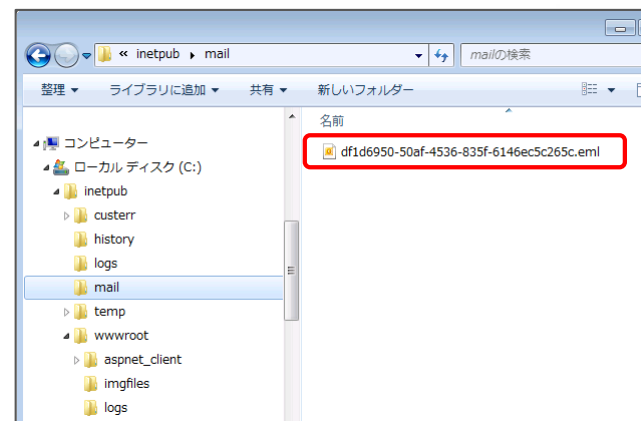 « inetpub mail
mailの検索
整理 ライブラリに追加 共有 新しいフォルダー
名前
df1d6950-50af-4536-835f-6146ec5c265c.eml
コンピューター
ローカル ディスク (C:)
inetpub
custerr
history
logs
mail
temp
wwwroot
aspnet_client
imgfiles
logs